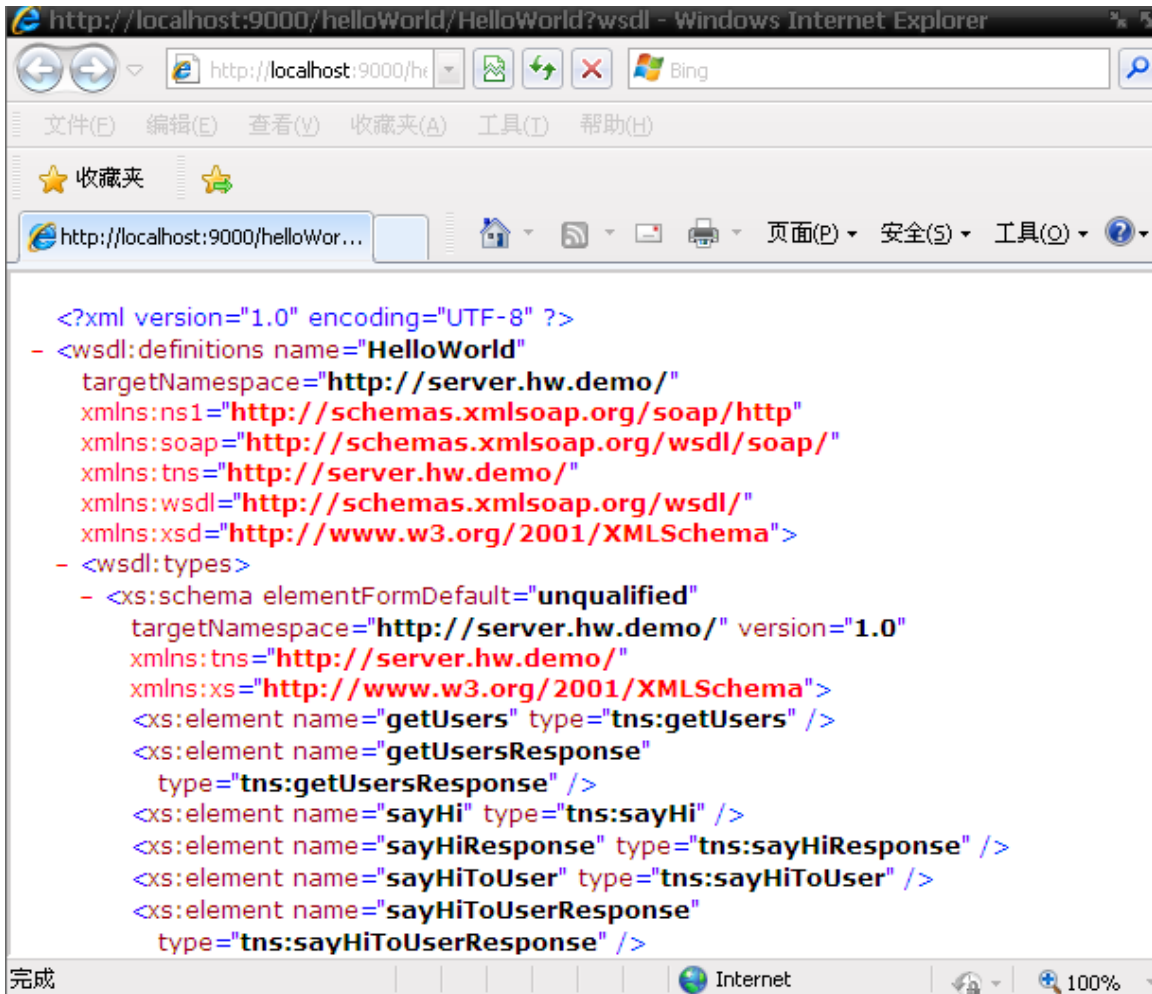 http://localhost:9000/helloWorld/HelloWorld?wsdl - Windows Internet Explorer
http://localhost:9000/he
Bing
文件(F) 编辑(E) 查看(V) 收藏夹(A) 工具(T) 帮助(H)
收藏夹
http://localhost:9000/helloWor... 页面(P) 安全(S) 工具(O)
<?xml version="1.0" encoding="UTF-8" ?>
- <wsdl:definitions name="HelloWorld"
targetNamespace="http://server.hw.demo/"
xmlns:ns1="http://schemas.xmlsoap.org/soap/http"
xmlns:soap="http://schemas.xmlsoap.org/wsdl/soap/"
xmlns:tns="http://server.hw.demo/"
xmlns:wsdl="http://schemas.xmlsoap.org/wsdl/"
xmlns:xsd="http://www.w3.org/2001/XMLSchema">
- <wsdl:types>
- <xs:schema elementFormDefault="unqualified"
targetNamespace="http://server.hw.demo/" version="1.0"
xmlns:tns="http://server.hw.demo/"
xmlns:xs="http://www.w3.org/2001/XMLSchema">
<xs:element name="getUsers" type="tns:getUsers" />
<xs:element name="getUsersResponse"
type="tns:getUsersResponse" />
<xs:element name="sayHi" type="tns:sayHi" />
<xs:element name="sayHiResponse" type="tns:sayHiResponse" />
<xs:element name="sayHiToUser" type="tns:sayHiToUser" />
<xs:element name="sayHiToUserResponse"
type="tns:sayHiToUserResponse" />
完成 Internet 100%